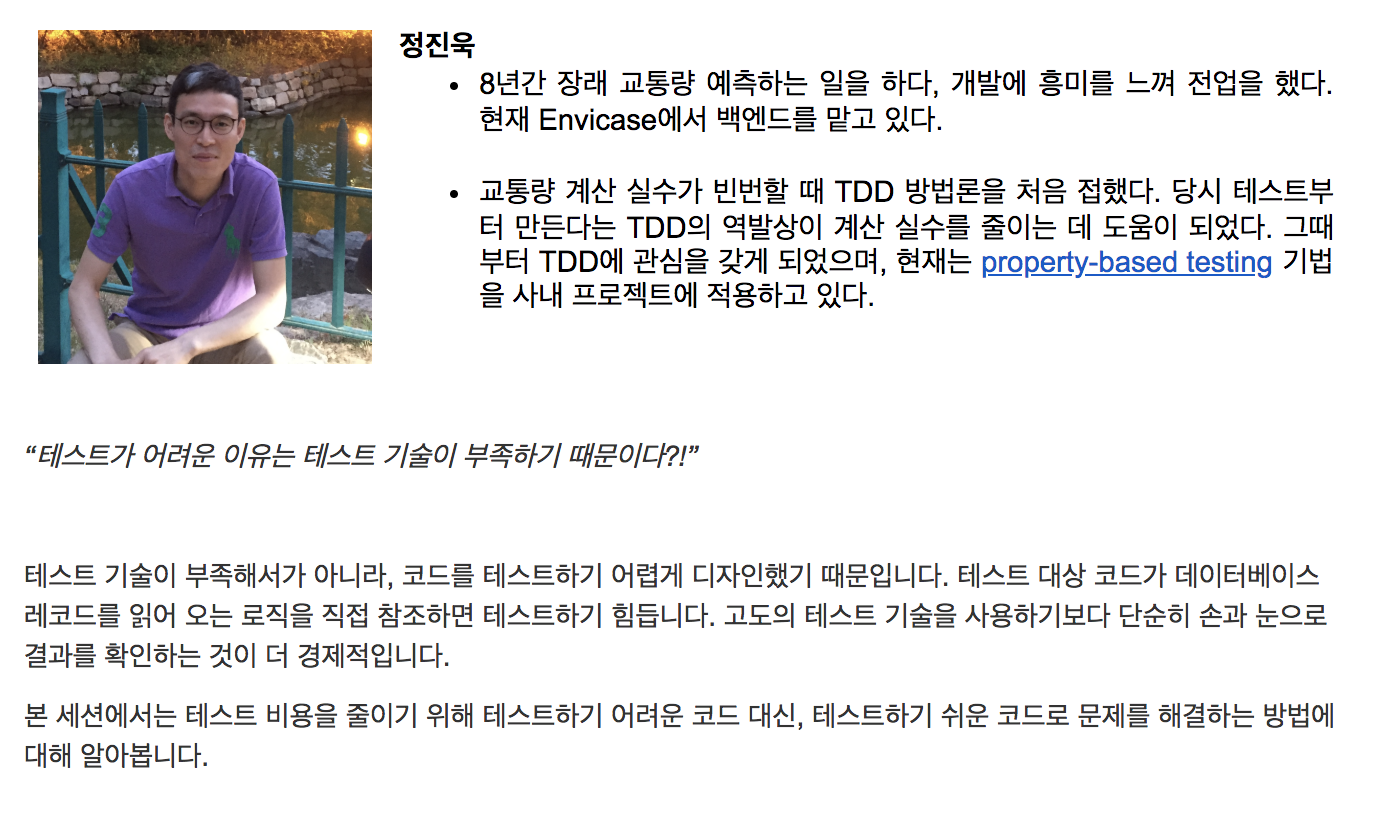 정진욱
• 8년간 장래 교통량 예측하는 일을 하다, 개발에 흥미를 느껴 전업을 했다.
현재 Envicase에서 백엔드를 맡고 있다.
• 교통량 계산 실수가 빈번할 때 TDD 방법론을 처음 접했다. 당시 테스트부
터 만든다는 TDD의 역발상이 계산 실수를 줄이는 데 도움이 되었다. 그때
부터 TDD에 관심을 갖게 되었으며, 현재는 property-based testing 기법
을 사내 프로젝트에 적용하고 있다.
“테스트가 어려운 이유는 테스트 기술이 부족하기 때문이다?!”
테스트 기술이 부족해서가 아니라, 코드를 테스트하기 어렵게 디자인했기 때문입니다. 테스트 대상 코드가 데이터베이스
레코드를 읽어 오는 로직을 직접 참조하면 테스트하기 힘듭니다. 고도의 테스트 기술을 사용하기보다 단순히 손과 눈으로
결과를 확인하는 것이 더 경제적입니다.
본 세션에서는 테스트 비용을 줄이기 위해 테스트하기 어려운 코드 대신, 테스트하기 쉬운 코드로 문제를 해결하는 방법에
대해 알아봅니다.